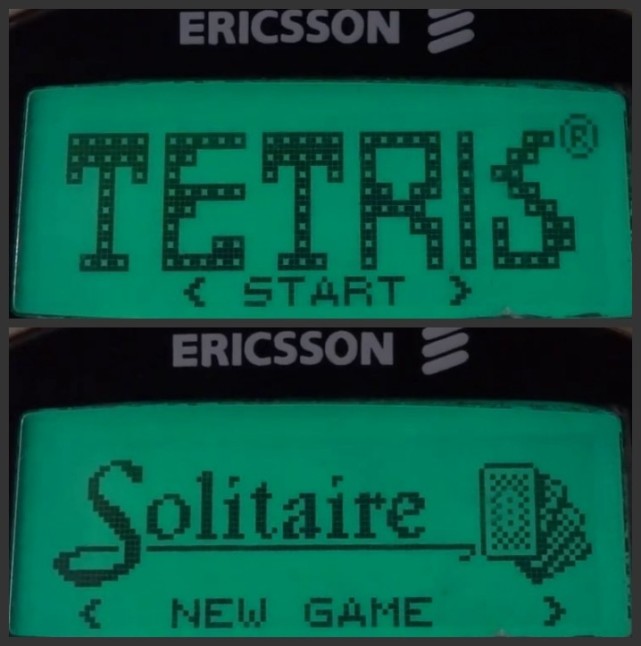 ERICSSON
TETRIS®
< START >
ERICSSON
Solitaire
< NEW GAME >